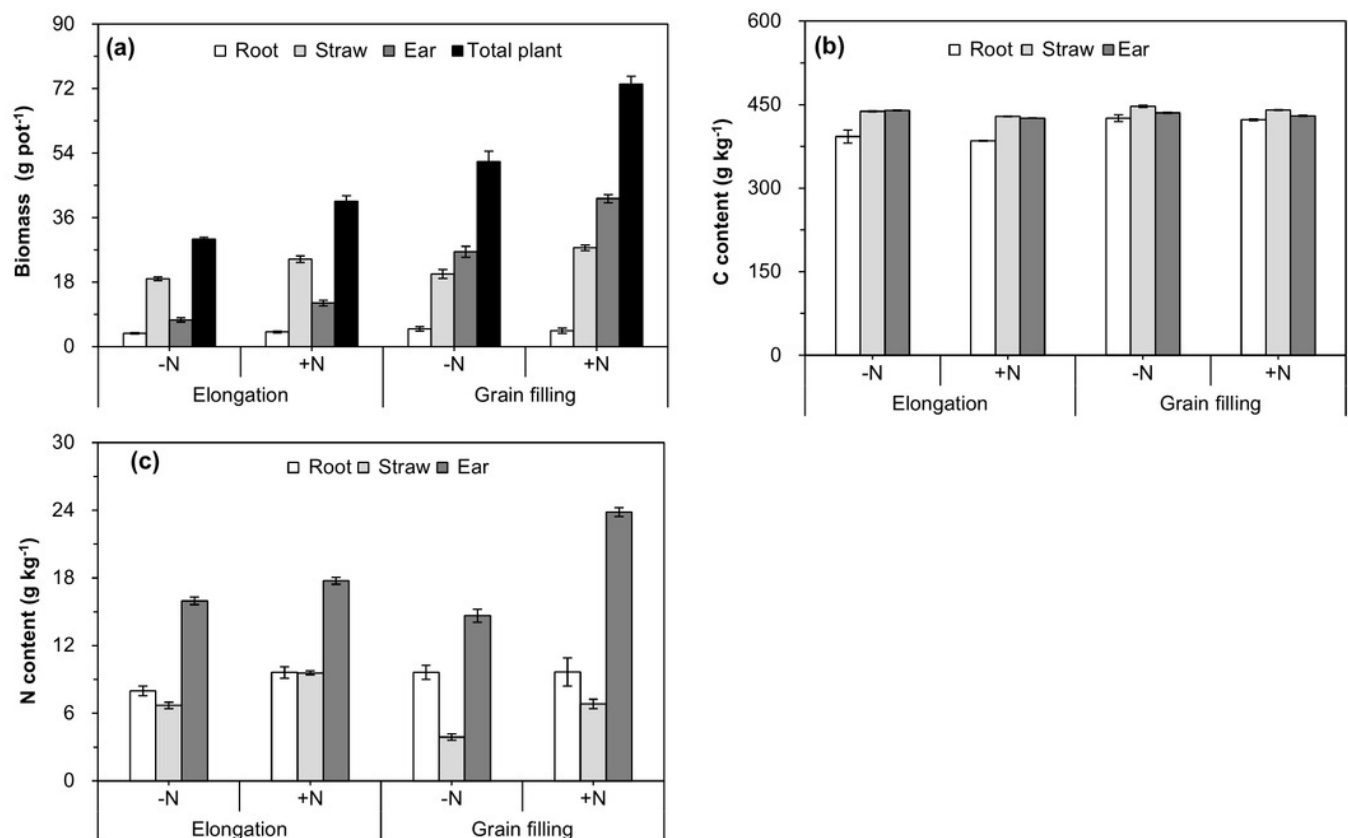 (a)
Root Straw Ear Total plant
Biomass (g pot⁻¹)
90
72
54
36
18
0
-N +N -N +N
Elongation Grain filling
(b)
Root Straw Ear
C content (g kg⁻¹)
600
450
300
150
0
-N +N -N +N
Elongation Grain filling
(c)
Root Straw Ear
N content (g kg⁻¹)
30
24
18
12
6
0
-N +N -N +N
Elongation Grain filling